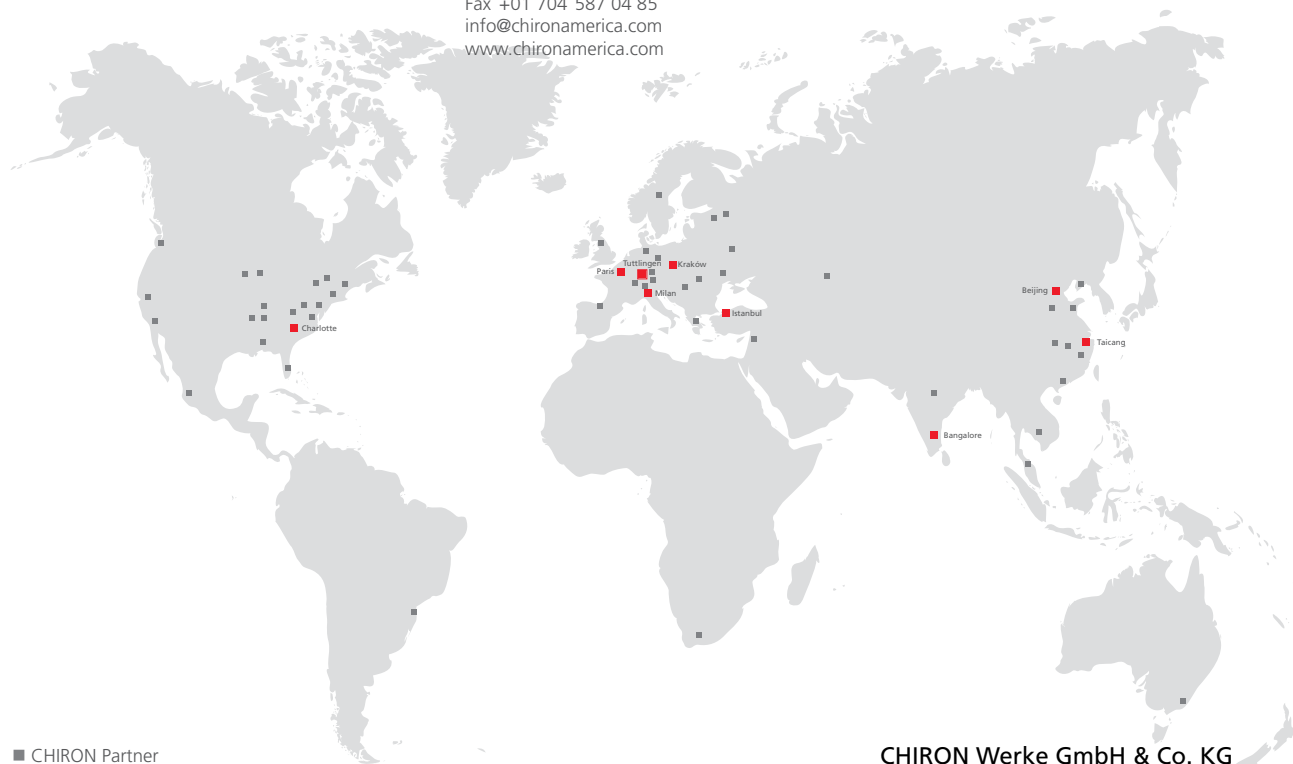 Fax +01 704 587 04 85
info@chironamerica.com
www.chironamerica.com
Tuttlingen
Paris
Kraków
Milan
Istanbul
Charlotte
Beijing
Taicang
Bangalore
CHIRON Partner
CHIRON Werke GmbH & Co. KG